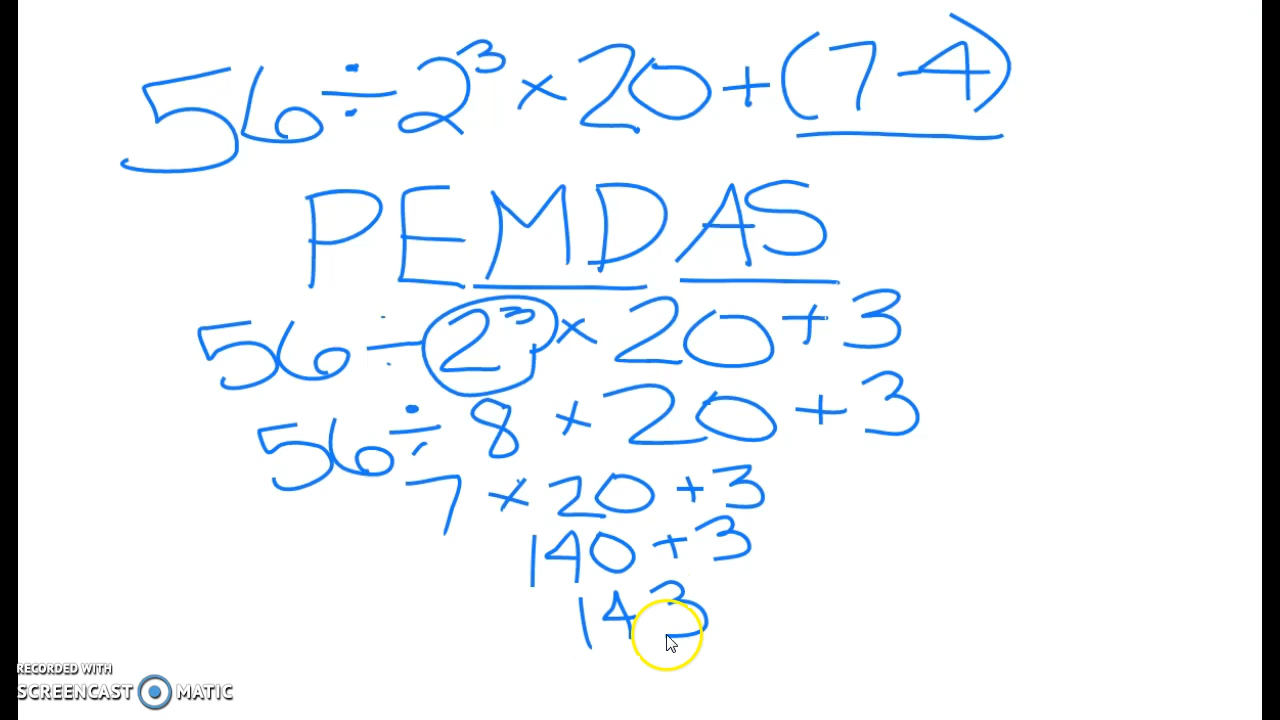 56 ÷ 2³ × 20 + (7-4)
PEMDAS
56 ÷ 2³ × 20 + 3
56 ÷ 8 × 20 + 3
7 × 20 + 3
140 + 3
143
RECORDED WITH
SCREENCAST MATIC